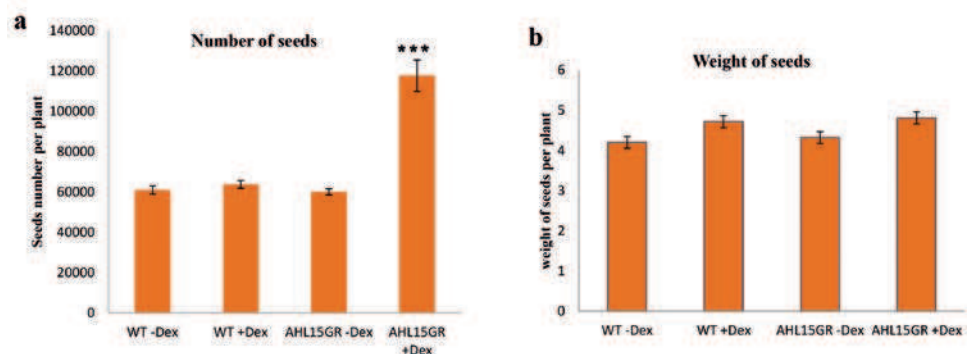 a
Number of seeds
***
Seeds number per plant
140000
120000
100000
80000
60000
40000
20000
0
WT -Dex
WT +Dex
AHL15GR -Dex
AHL15GR
+Dex
b
Weight of seeds
weight of seeds per plant
6
5
4
3
2
1
0
WT -Dex
WT +Dex
AHL15GR -Dex
AHL15GR +Dex